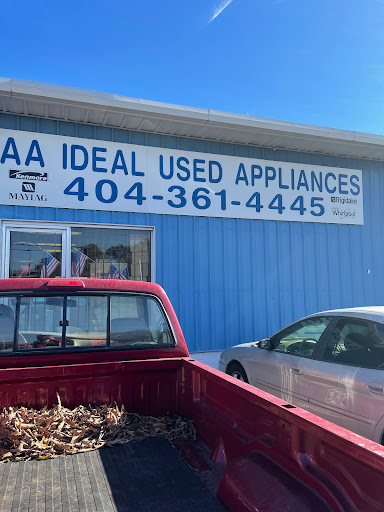 AA IDEAL USED APPLIANCES
Kenmore
MAYTAG
404-361-4445
Frigidaire
Whirlpool